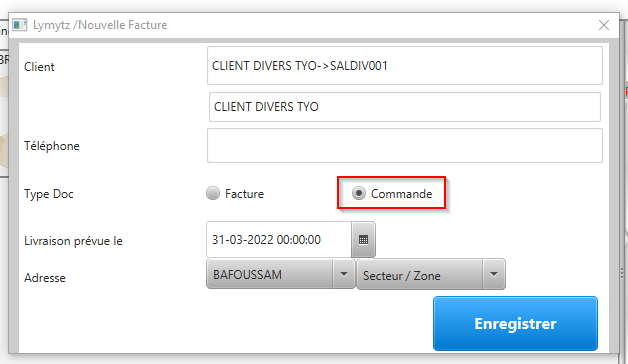 Lymytz /Nouvelle Facture
Client
CLIENT DIVERS TYO->SALDIV001
CLIENT DIVERS TYO
Téléphone
Type Doc
Facture
Commande
Livraison prévue le
31-03-2022 00:00:00
Adresse
BAFOUSSAM
Secteur / Zone
Enregistrer